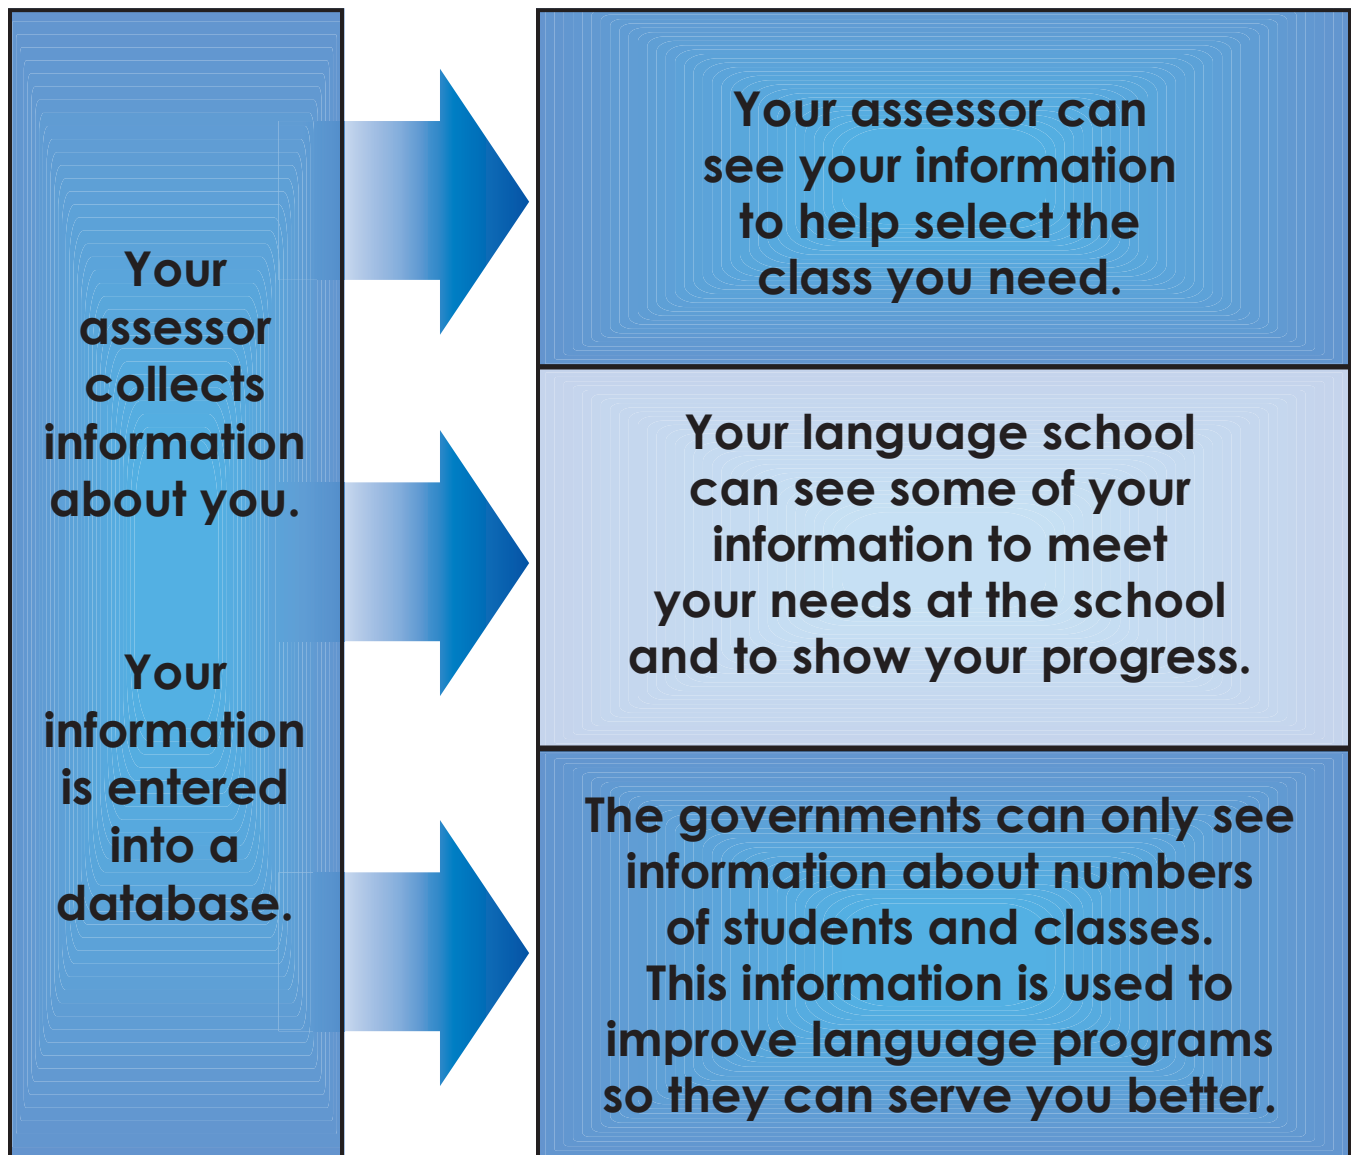 Your
assessor
collects
information
about you.
Your
information
is entered
into a
database.
Your assessor can
see your information
to help select the
class you need.
Your language school
can see some of your
information to meet
your needs at the school
and to show your progress.
The governments can only see
information about numbers
of students and classes.
This information is used to
improve language programs
so they can serve you better.